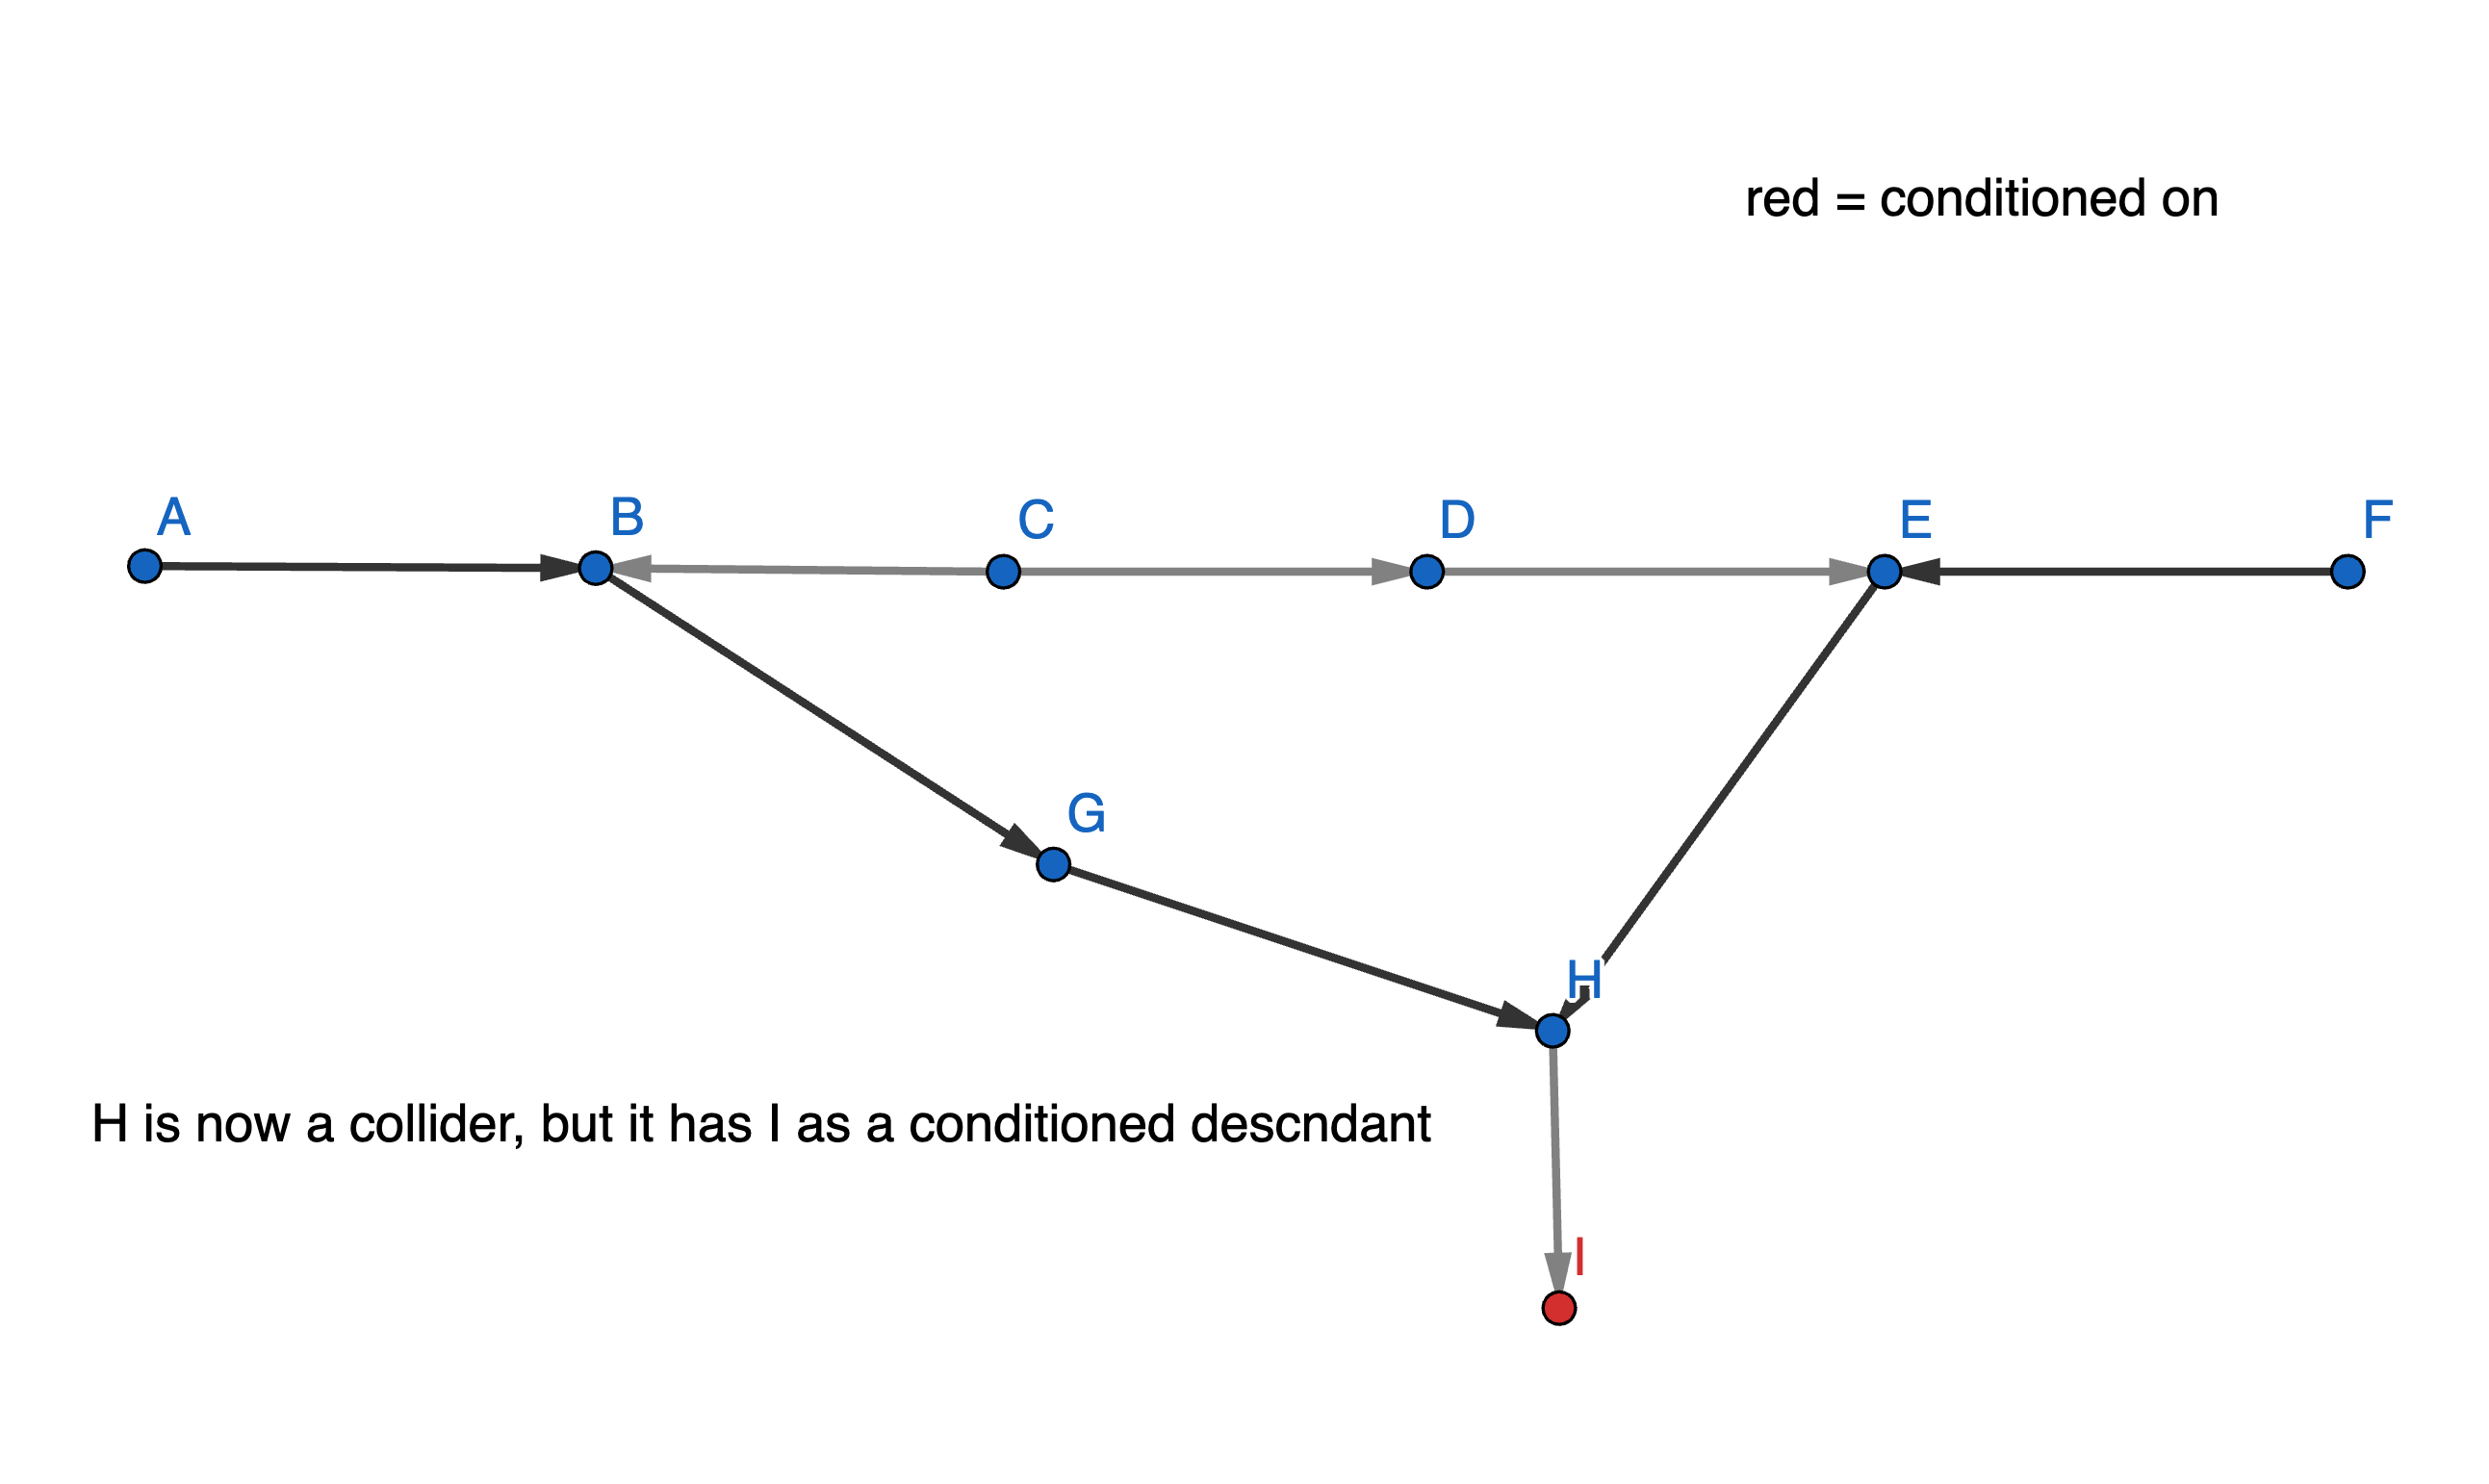 red = conditioned on
A
B
C
D
E
F
G
H
H is now a collider, but it has I as a conditioned descndant
I